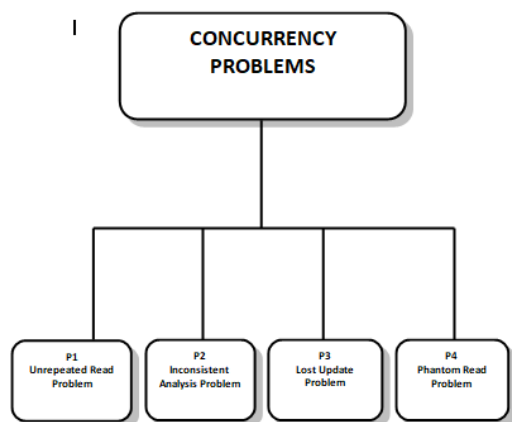 I
CONCURRENCY
PROBLEMS
P1
Unrepeated Read
Problem
P2
Inconsistent
Analysis Problem
P3
Lost Update
Problem
P4
Phantom Read
Problem